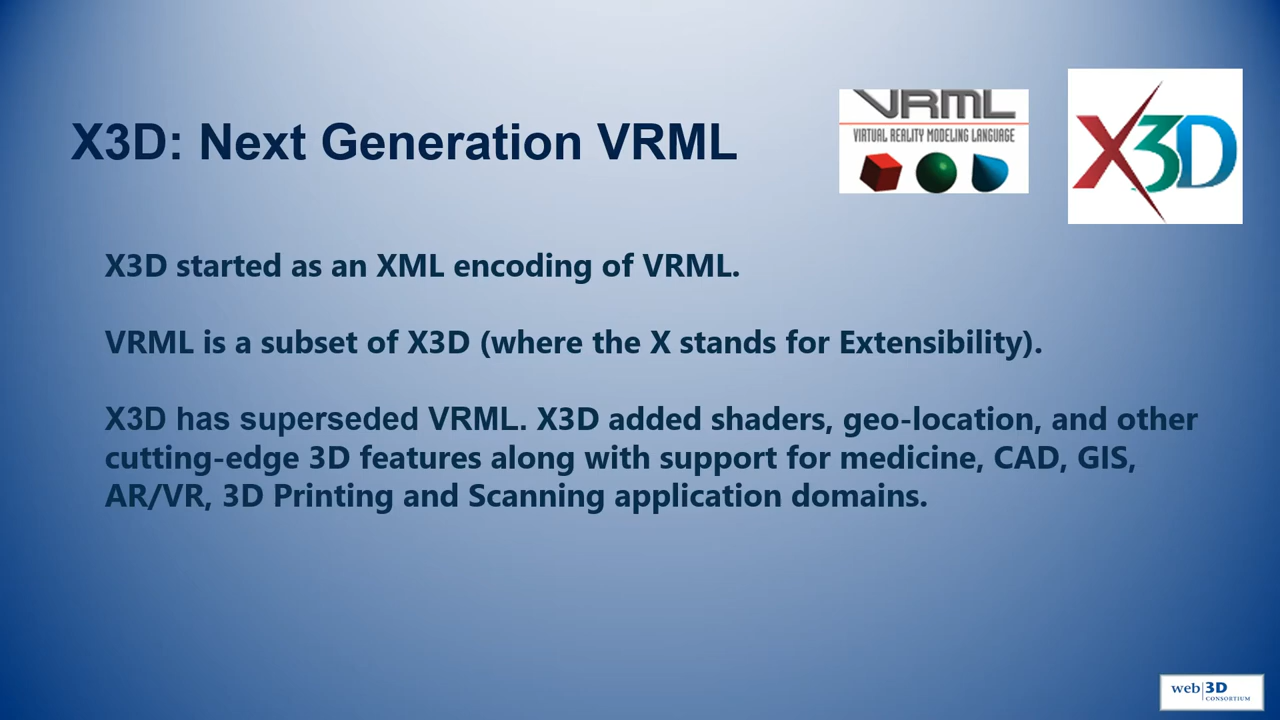 X3D: Next Generation VRML
VRML
VIRTUAL REALITY MODELING LANGUAGE
X3D
X3D started as an XML encoding of VRML.
VRML is a subset of X3D (where the X stands for Extensibility).
X3D has superseded VRML. X3D added shaders, geo-location, and other
cutting-edge 3D features along with support for medicine, CAD, GIS,
AR/VR, 3D Printing and Scanning application domains.
web 3D
CONSORTIUM